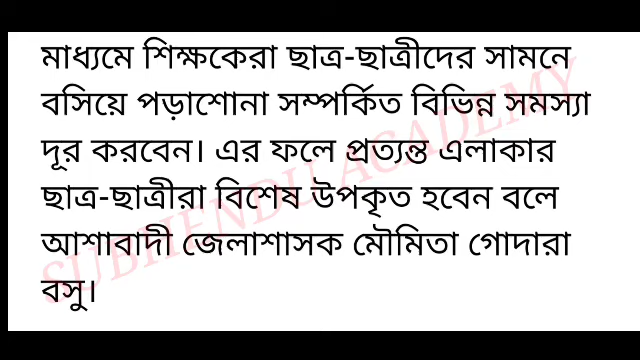 মাধ্যমে শিক্ষকেরা ছাত্র-ছাত্রীদের সামনে
বসিয়ে পড়াশোনা সম্পর্কিত বিভিন্ন সমস্যা
দূর করবেন। এর ফলে প্রত্যন্ত এলাকার
ছাত্র-ছাত্রীরা বিশেষ উপকৃত হবেন বলে
আশাবাদী জেলাশাসক মৌমিতা গোদারা
বসু।
SUBHENDU ACADEMY